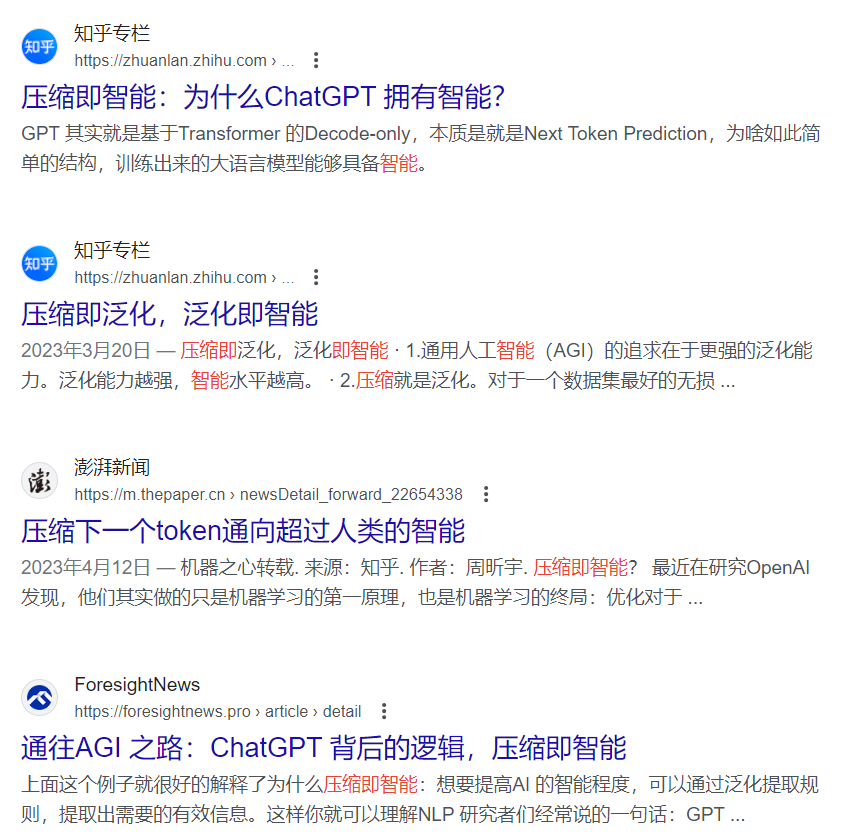 知乎
知乎专栏
https://zhuanlan.zhihu.com › ...
压缩即智能：为什么ChatGPT 拥有智能？
GPT 其实就是基于Transformer 的Decode-only，本质是就是Next Token Prediction，为啥如此简
单的结构，训练出来的大语言模型能够具备智能。
知乎
知乎专栏
https://zhuanlan.zhihu.com › ...
压缩即泛化，泛化即智能
2023年3月20日 — 压缩即泛化，泛化即智能 · 1.通用人工智能（AGI）的追求在于更强的泛化能
力。泛化能力越强，智能水平越高。 · 2.压缩就是泛化。对于一个数据集最好的无损 ...
澎
澎湃新闻
https://m.thepaper.cn › newsDetail_forward_22654338
压缩下一个token通向超过人类的智能
2023年4月12日 — 机器之心转载. 来源：知乎. 作者：周昕宇. 压缩即智能？ 最近在研究OpenAI
发现，他们其实做的只是机器学习的第一原理，也是机器学习的终局：优化对于 ...
ForesightNews
https://foresightnews.pro › article › detail
通往AGI 之路：ChatGPT 背后的逻辑，压缩即智能
上面这个例子就很好的解释了为什么压缩即智能：想要提高AI 的智能程度，可以通过泛化提取规
则，提取出需要的有效信息。这样你就可以理解NLP 研究者们经常说的一句话：GPT ...